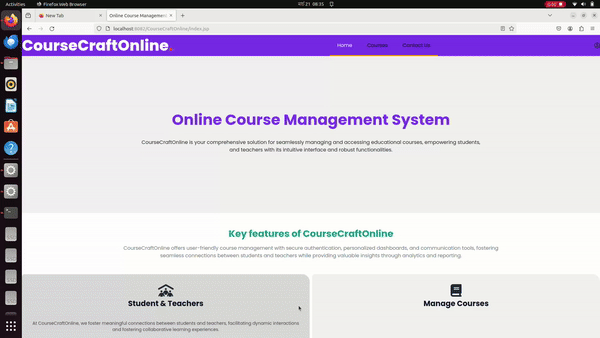 Activities
Firefox Web Browser
21 08:35
New Tab
Online Course Management
localhost:8082/CourseCraftOnline/index.jsp
CourseCraftOnline.
Home
Courses
Contact Us
Online Course Management System
CourseCraftOnline is your comprehensive solution for seamlessly managing and accessing educational courses, empowering students,
and teachers with its intuitive interface and robust functionalities.
Key features of CourseCraftOnline
CourseCraftOnline offers user-friendly course management with secure authentication, personalized dashboards, and communication tools, fostering
seamless connections between students and teachers while providing valuable insights through analytics and reporting.
Student & Teachers
At CourseCraftOnline, we foster meaningful connections between students and teachers, facilitating dynamic interactions
and fostering collaborative learning experiences.
Manage Courses